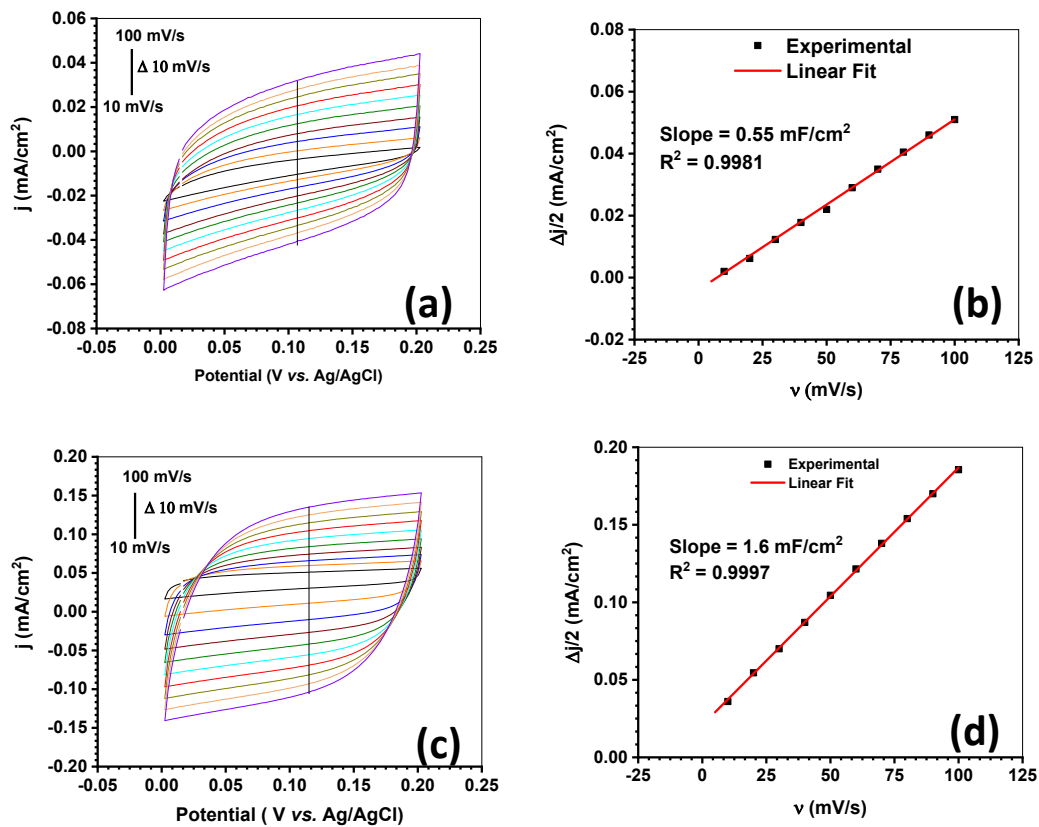 100 mV/s
Δ 10 mV/s
10 mV/s
0.06
0.04
0.02
0.00
-0.02
-0.04
-0.06
-0.08
j (mA/cm²)
-0.05 0.00 0.05 0.10 0.15 0.20 0.25
Potential (V vs. Ag/AgCl)
(a)
Experimental
Linear Fit
Slope = 0.55 mF/cm²
R² = 0.9981
0.08
0.06
0.04
0.02
0.00
-0.02
Δj/2 (mA/cm²)
-25 0 25 50 75 100 125
ν (mV/s)
(b)
100 mV/s
Δ 10 mV/s
10 mV/s
0.20
0.15
0.10
0.05
0.00
-0.05
-0.10
-0.15
-0.20
j (mA/cm²)
-0.05 0.00 0.05 0.10 0.15 0.20 0.25
Potential ( V vs. Ag/AgCl)
(c)
Experimental
Linear Fit
Slope = 1.6 mF/cm²
R² = 0.9997
0.20
0.15
0.10
0.05
0.00
Δj/2 (mA/cm²)
-25 0 25 50 75 100 125
ν (mV/s)
(d)